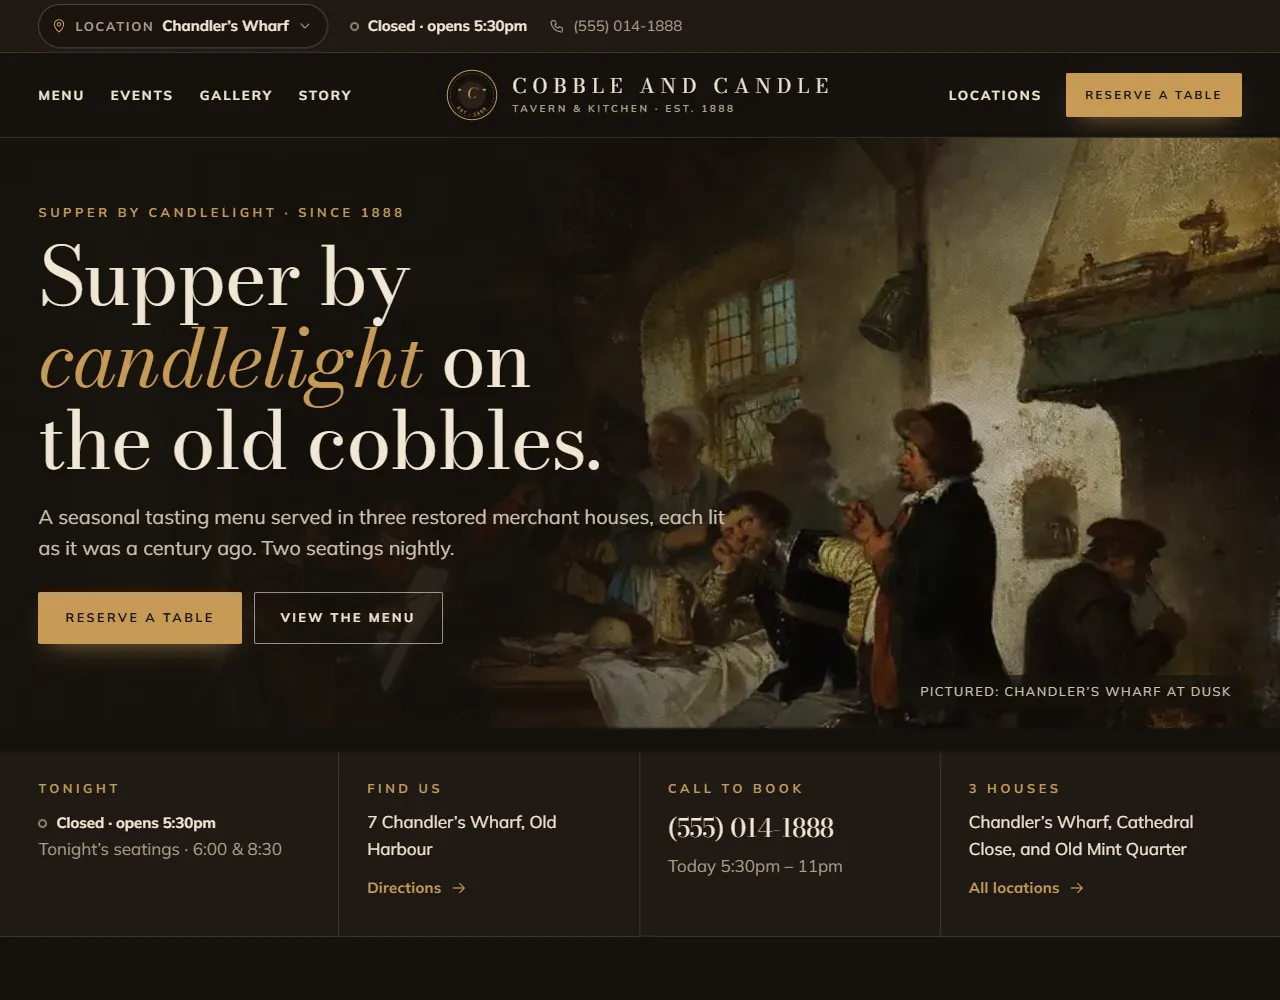 LOCATION Chandler's Wharf
Closed · opens 5:30pm
(555) 014-1888
MENU EVENTS GALLERY STORY
C
EST · 1888
COBBLE AND CANDLE
TAVERN & KITCHEN · EST. 1888
LOCATIONS
RESERVE A TABLE
SUPPER BY CANDLELIGHT · SINCE 1888
Supper by
candlelight on
the old cobbles.
A seasonal tasting menu served in three restored merchant houses, each lit
as it was a century ago. Two seatings nightly.
RESERVE A TABLE
VIEW THE MENU
PICTURED: CHANDLER'S WHARF AT DUSK
TONIGHT
Closed · opens 5:30pm
Tonight's seatings · 6:00 & 8:30
FIND US
7 Chandler's Wharf, Old
Harbour
Directions →
CALL TO BOOK
(555) 014-1888
Today 5:30pm – 11pm
3 HOUSES
Chandler's Wharf, Cathedral
Close, and Old Mint Quarter
All locations →